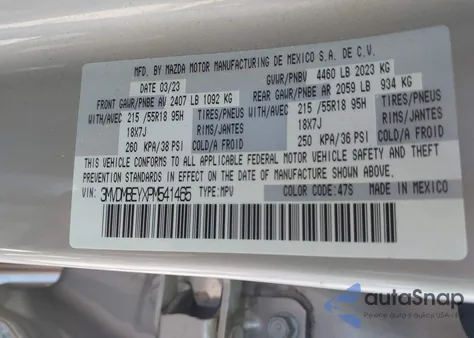 MFD. BY MAZDA MOTOR MANUFACTURING DE MEXICO S.A. DE C.V.
DATE 03/23 GVWR/PNBV 4460 LB 2023 KG
FRONT GAWR/PNBE AV 2407 LB 1092 KG REAR GAWR/PNBE AR 2059 LB 934 KG
WITH/AVEC 215 /55R18 95H TIRES/PNEUS WITH/AVEC 215 /55R18 95H TIRES/PNEUS
18X7J RIMS/JANTES 18X7J RIMS/JANTES
260 KPA/38 PSI COLD/A FROID 250 KPA/36 PSI COLD/A FROID
THIS VEHICLE CONFORMS TO ALL APPLICABLE FEDERAL MOTOR VEHICLE SAFETY AND THEFT
PREVENTION STANDARDS IN EFFECT ON THE DATE OF MANUFACTURE SHOWN ABOVE.
VIN: 3MVDMBEYXPM541465 TYPE:MPV COLOR CODE:47S MADE IN MEXICO
autoSnap